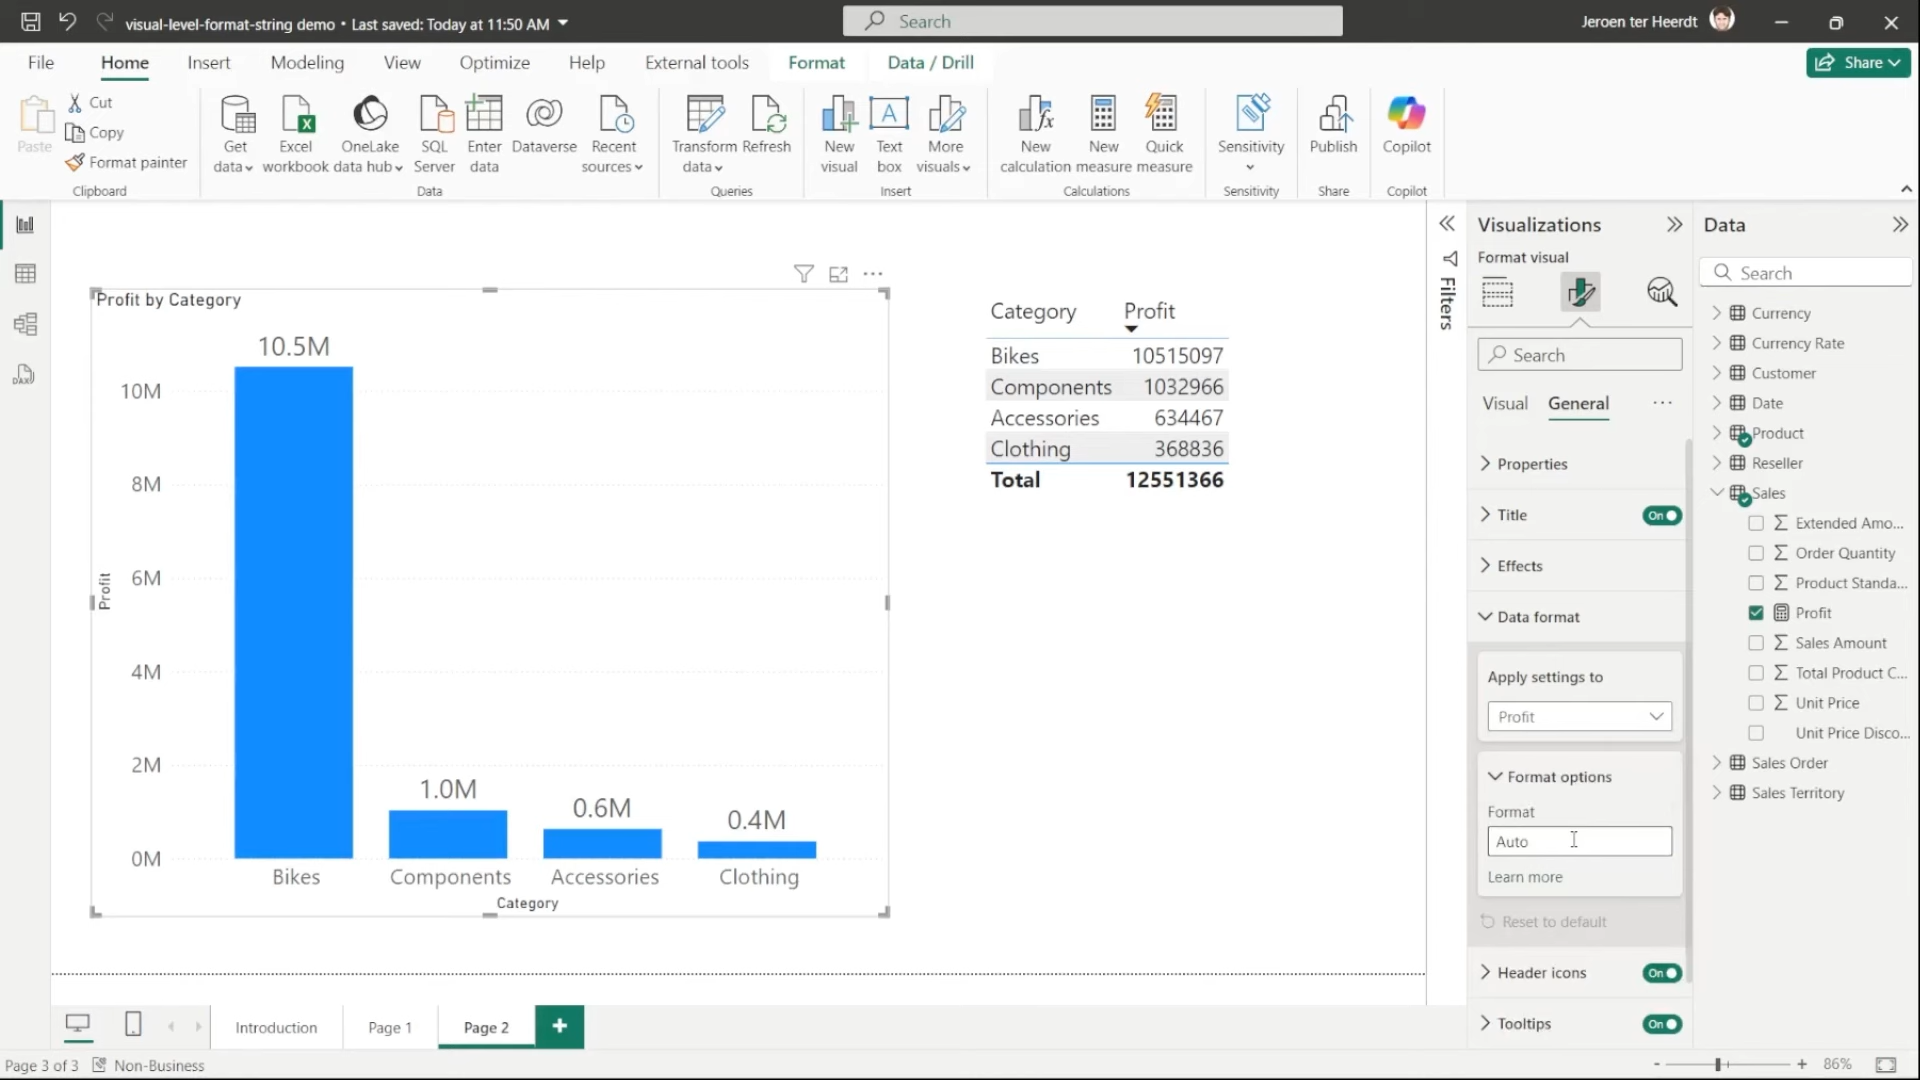 visual-level-format-string demo • Last saved: Today at 11:50 AM
Search
Jeroen ter Heerdt
File
Home
Insert
Modeling
View
Optimize
Help
External tools
Format
Data / Drill
Share
Paste
Cut
Copy
Format painter
Clipboard
Get data
Excel workbook
OneLake data hub
SQL Server
Enter data
Dataverse
Recent sources
Data
Transform data
Refresh
Queries
New visual
Text box
More visuals
Insert
New calculation
New measure
Quick measure
Calculations
Sensitivity
Sensitivity
Publish
Share
Copilot
Copilot
Profit by Category
10.5M
10M
8M
6M
4M
2M
0M
1.0M
0.6M
0.4M
Profit
Bikes
Components
Accessories
Clothing
Category
Category Profit
Bikes 10515097
Components 1032966
Accessories 634467
Clothing 368836
Total 12551366
Filters
Visualizations
Format visual
Search
Visual
General
Properties
Title
On
Effects
Data format
Apply settings to
Profit
Format options
Format
Auto
Learn more
Reset to default
Header icons
On
Tooltips
On
Data
Search
Currency
Currency Rate
Customer
Date
Product
Reseller
Sales
Extended Amo...
Order Quantity
Product Standa...
Profit
Sales Amount
Total Product C...
Unit Price
Unit Price Disco...
Sales Order
Sales Territory
DAX
Introduction
Page 1
Page 2
Page 3 of 3
Non-Business
86%